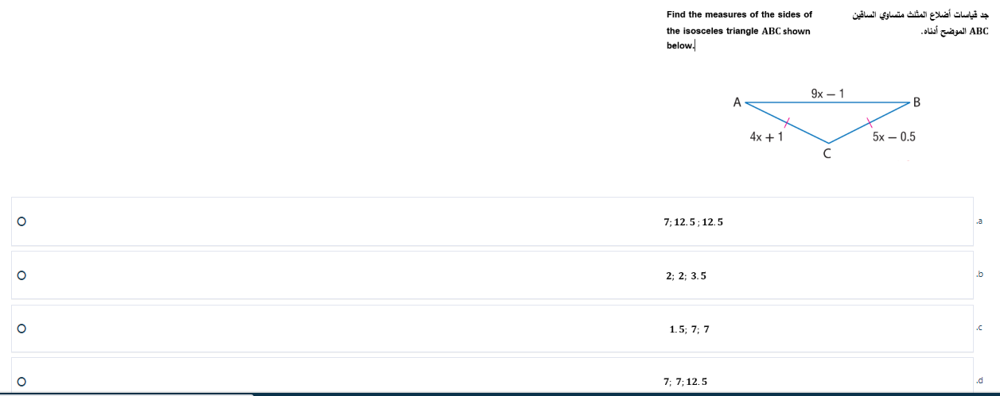 Find the measures of the sides of
the isosceles triangle ABC shown
below.
جد قياسات أضلاع المثلث متساوي الساقين
ABC الموضح أدناه.
9x – 1
A
B
4x + 1
5x – 0.5
C
7; 12.5 ; 12.5
.a
2; 2; 3.5
.b
1.5; 7; 7
.c
7; 7; 12.5
.d